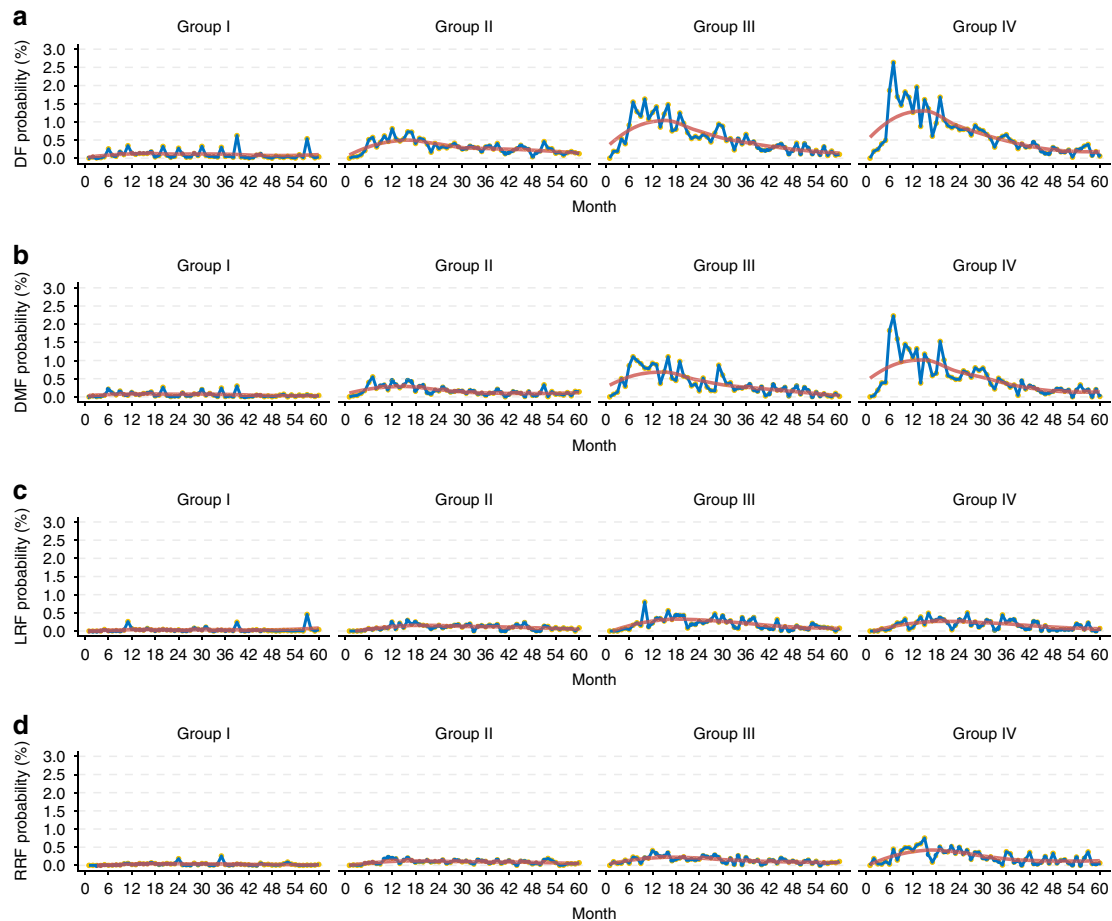 a
Group I Group II Group III Group IV
DF probability (%)
3.0
2.5
2.0
1.5
1.0
0.5
0.0
0 6 12 18 24 30 36 42 48 54 60 0 6 12 18 24 30 36 42 48 54 60 0 6 12 18 24 30 36 42 48 54 60 0 6 12 18 24 30 36 42 48 54 60
Month
b
Group I Group II Group III Group IV
DMF probability (%)
3.0
2.5
2.0
1.5
1.0
0.5
0.0
0 6 12 18 24 30 36 42 48 54 60 0 6 12 18 24 30 36 42 48 54 60 0 6 12 18 24 30 36 42 48 54 60 0 6 12 18 24 30 36 42 48 54 60
Month
c
Group I Group II Group III Group IV
LRF probability (%)
3.0
2.5
2.0
1.5
1.0
0.5
0.0
0 6 12 18 24 30 36 42 48 54 60 0 6 12 18 24 30 36 42 48 54 60 0 6 12 18 24 30 36 42 48 54 60 0 6 12 18 24 30 36 42 48 54 60
Month
d
Group I Group II Group III Group IV
RRF probability (%)
3.0
2.5
2.0
1.5
1.0
0.5
0.0
0 6 12 18 24 30 36 42 48 54 60 0 6 12 18 24 30 36 42 48 54 60 0 6 12 18 24 30 36 42 48 54 60 0 6 12 18 24 30 36 42 48 54 60
Month